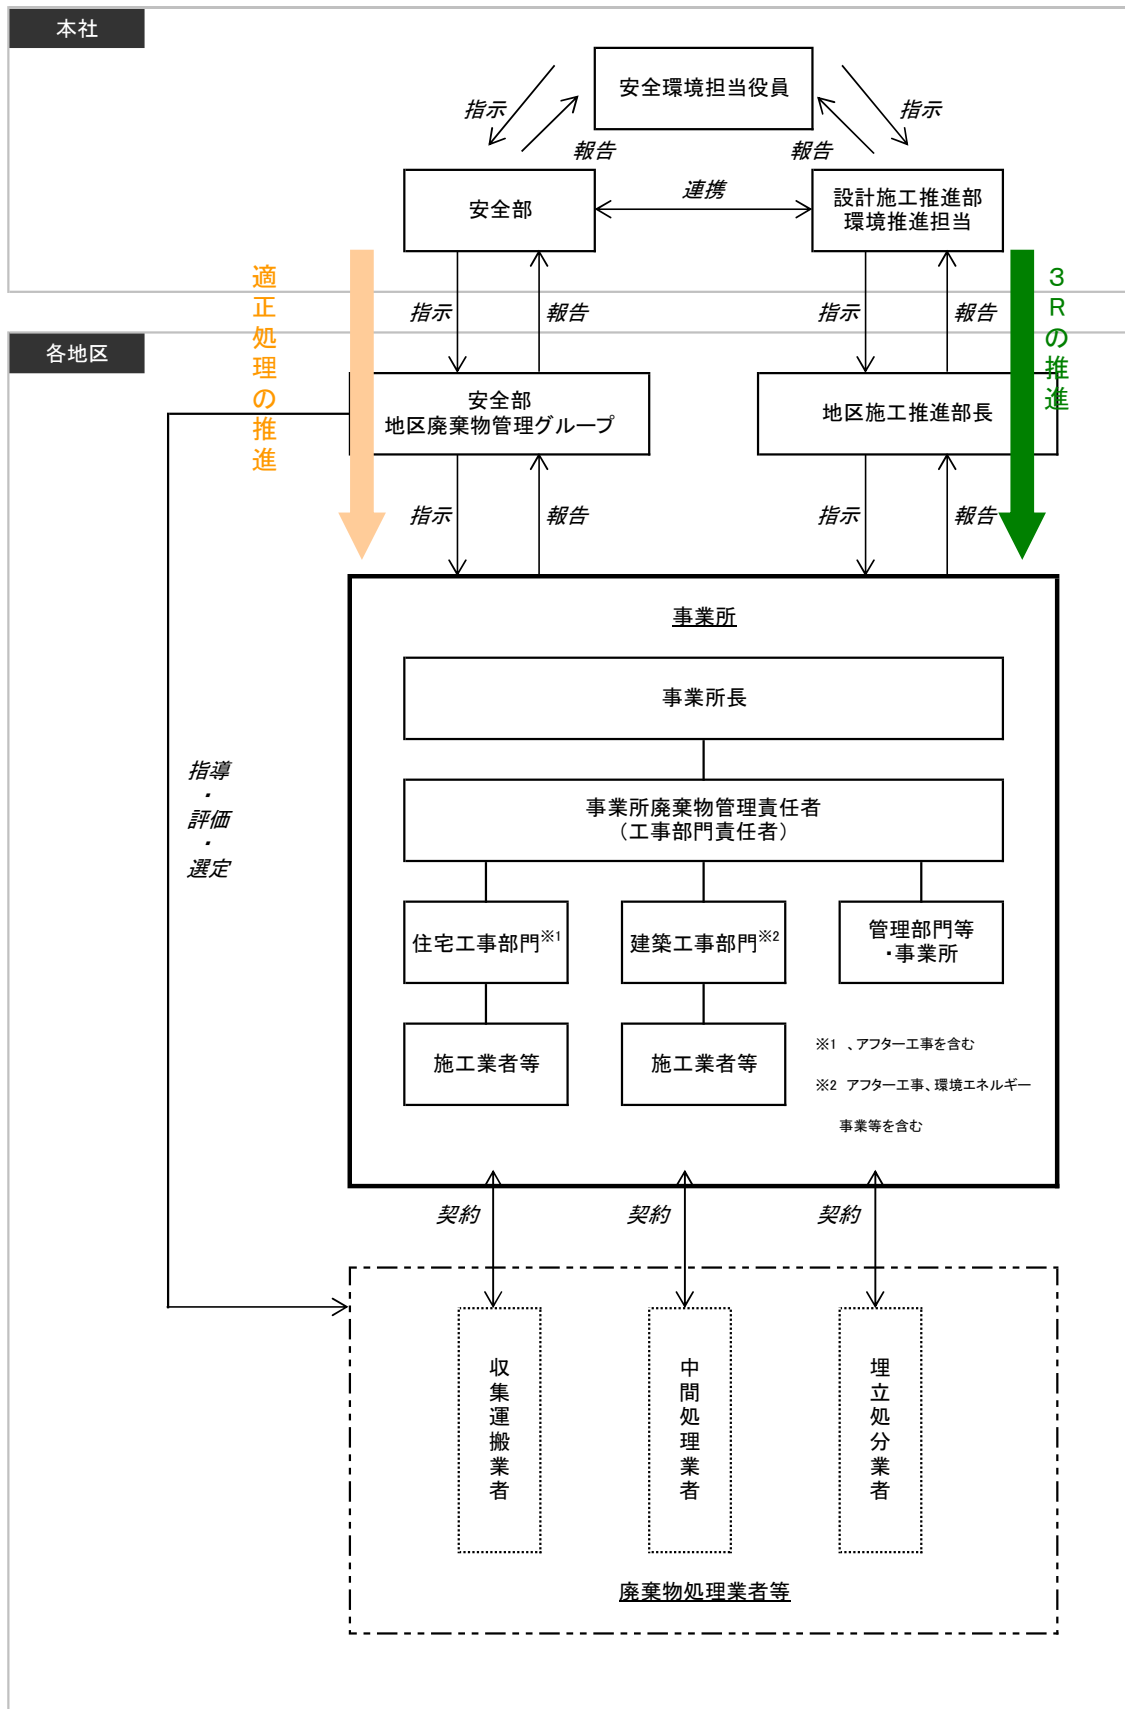 本社
安全環境担当役員
指示
指示
報告
報告
安全部
連携
設計施工推進部
環境推進担当
適正処理の推進
3Rの推進
指示
報告
指示
報告
各地区
安全部
地区廃棄物管理グループ
地区施工推進部長
指示
報告
指示
報告
事業所
事業所長
事業所廃棄物管理責任者
（工事部門責任者）
住宅工事部門※1
建築工事部門※2
管理部門等
・事業所
施工業者等
施工業者等
※1 、アフター工事を含む
※2 アフター工事、環境エネルギー
事業等を含む
指導
・
評価
・
選定
契約
契約
契約
収集運搬業者
中間処理業者
埋立処分業者
廃棄物処理業者等